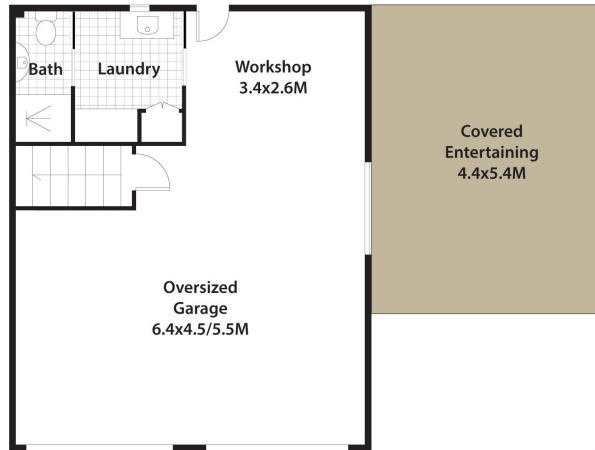 Bath
Laundry
Workshop
3.4x2.6M
Covered
Entertaining
4.4x5.4M
Oversized
Garage
6.4x4.5/5.5M